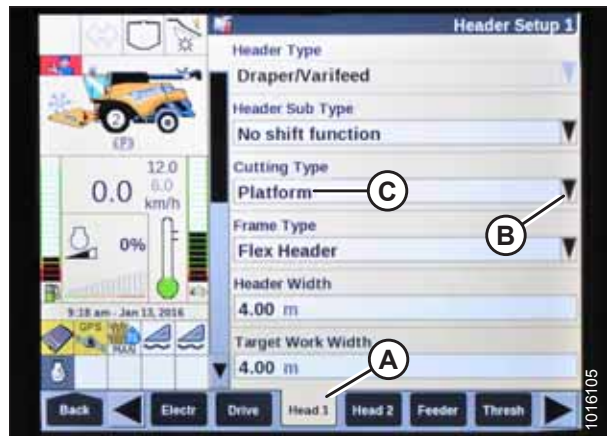 Header Setup 1
Header Type
Draper/Varifeed
Header Sub Type
No shift function
Cutting Type
Platform
C
B
Frame Type
Flex Header
Header Width
4.00 m
Target Work Width
4.00 m
A
2
(P)
12.0
6.0
0.0 km/h
0%
9:18 am - Jan 13, 2016
GPS
MAN
Back
Electr
Drive
Head 1
Head 2
Feeder
Thresh
1016105